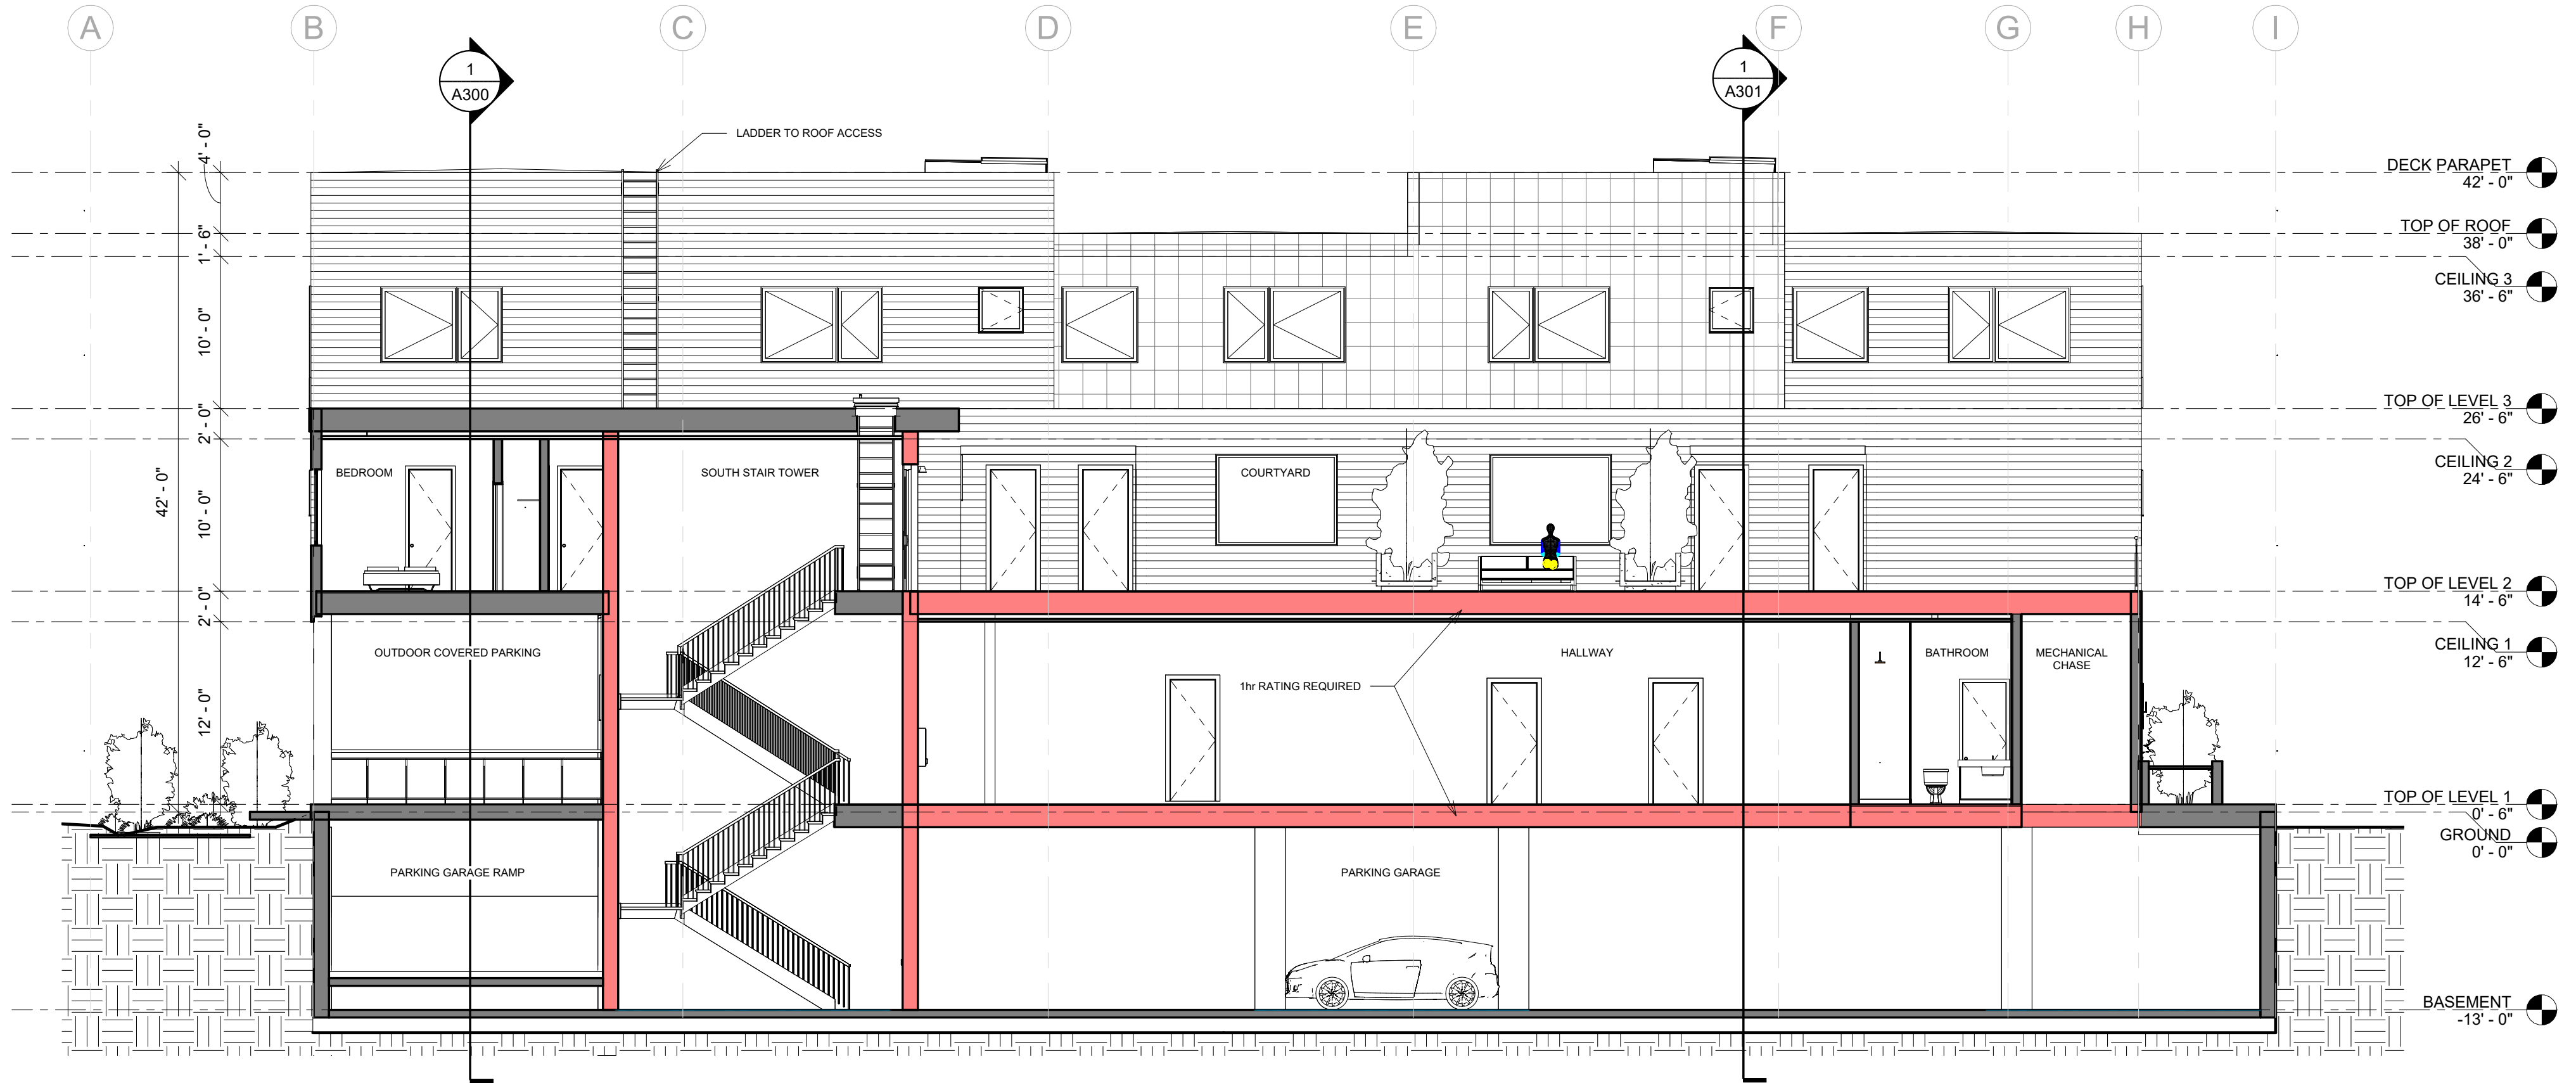 A
B
C
D
E
F
G
H
I
1
A300
1
A301
LADDER TO ROOF ACCESS
4' - 0"
1' - 6"
10' - 0"
2' - 0"
10' - 0"
2' - 0"
12' - 0"
42' - 0"
DECK PARAPET
42' - 0"
TOP OF ROOF
38' - 0"
CEILING 3
36' - 6"
TOP OF LEVEL 3
26' - 6"
CEILING 2
24' - 6"
TOP OF LEVEL 2
14' - 6"
CEILING 1
12' - 6"
TOP OF LEVEL 1
0' - 6"
GROUND
0' - 0"
BASEMENT
-13' - 0"
BEDROOM
SOUTH STAIR TOWER
COURTYARD
OUTDOOR COVERED PARKING
HALLWAY
BATHROOM
MECHANICAL
CHASE
1hr RATING REQUIRED
PARKING GARAGE RAMP
PARKING GARAGE